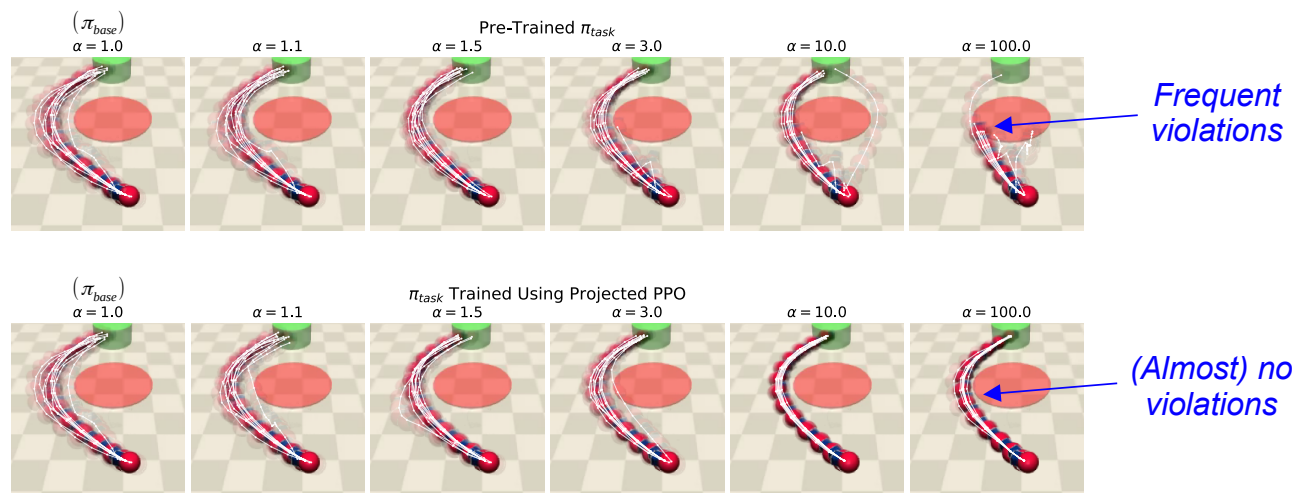 (π_base)
Pre-Trained π_task
α = 1.0 α = 1.1 α = 1.5 α = 3.0 α = 10.0 α = 100.0
Frequent
violations
(π_base)
π_task Trained Using Projected PPO
α = 1.0 α = 1.1 α = 1.5 α = 3.0 α = 10.0 α = 100.0
(Almost) no
violations